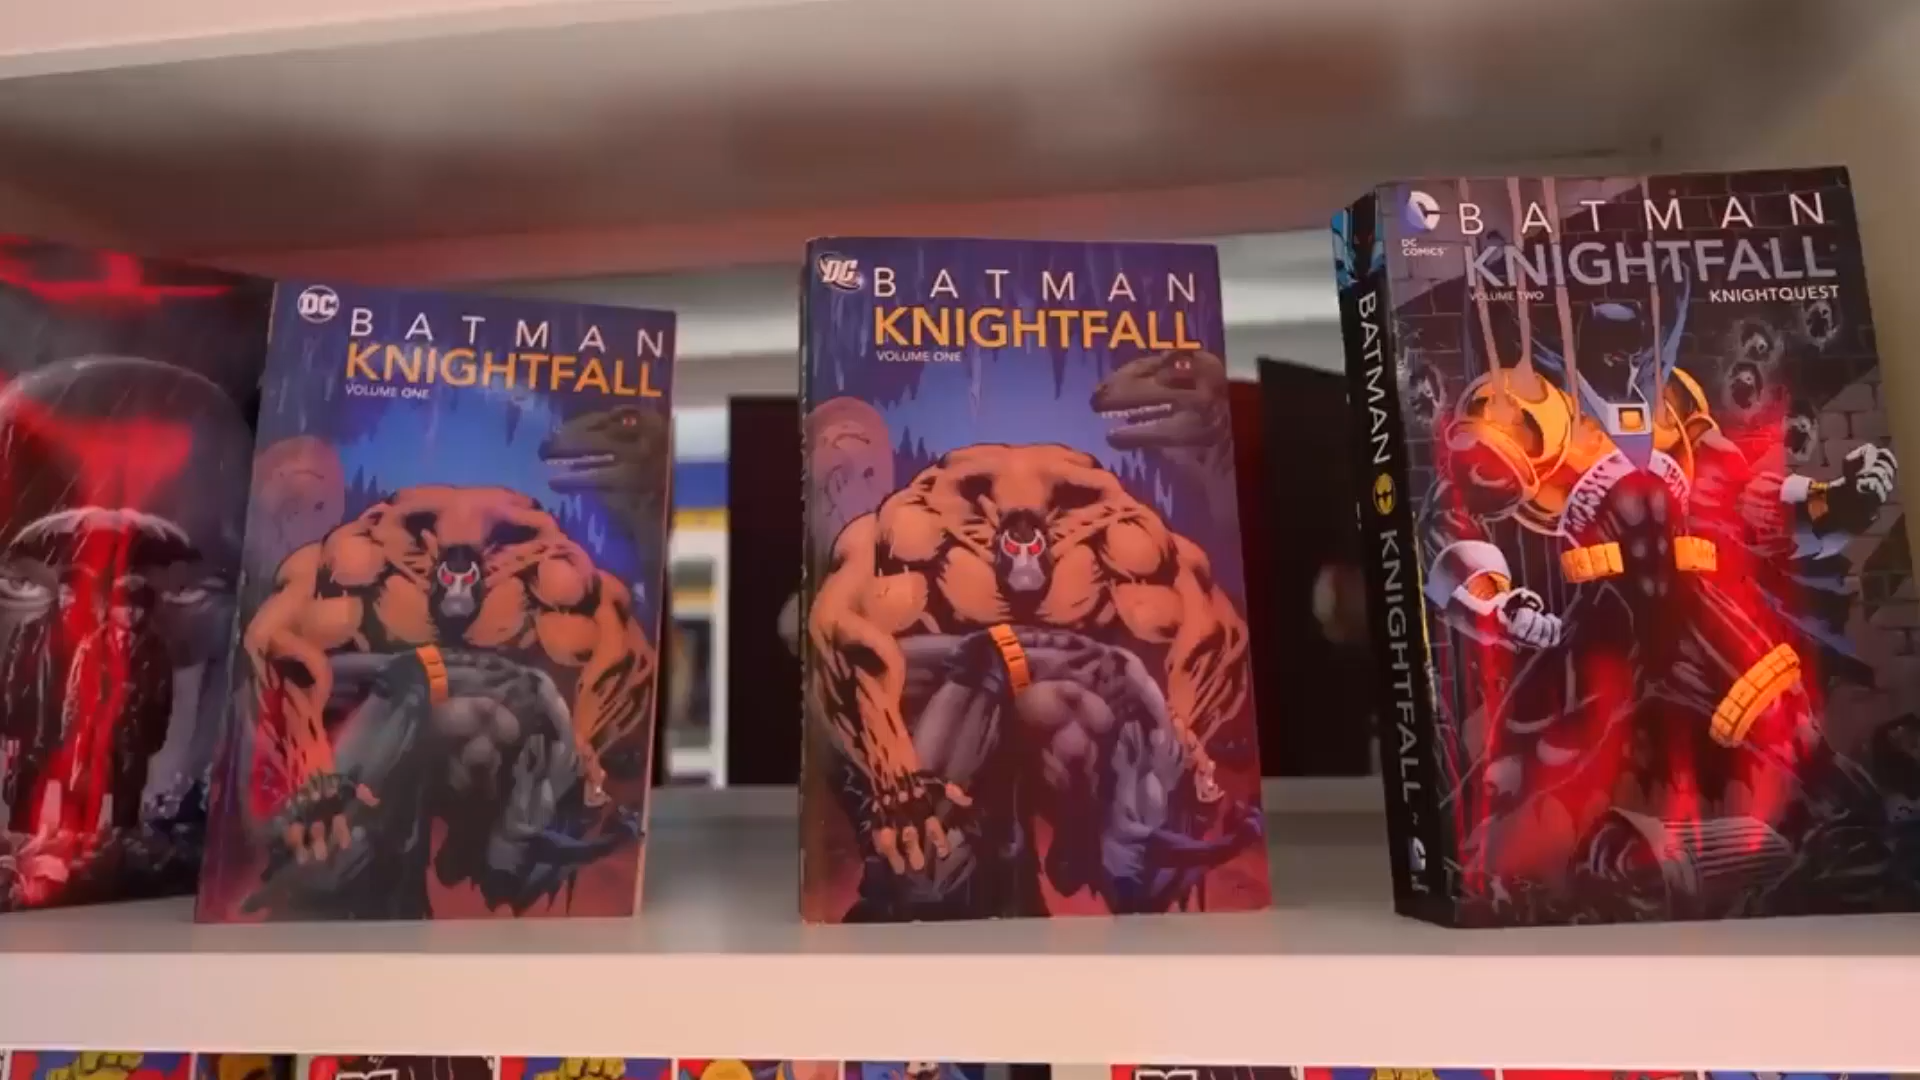 DC
BATMAN
KNIGHTFALL
VOLUME ONE
DC
BATMAN
KNIGHTFALL
VOLUME ONE
BATMAN KNIGHTFALL
DC
COMICS
BATMAN
KNIGHTFALL
VOLUME TWO
KNIGHTQUEST